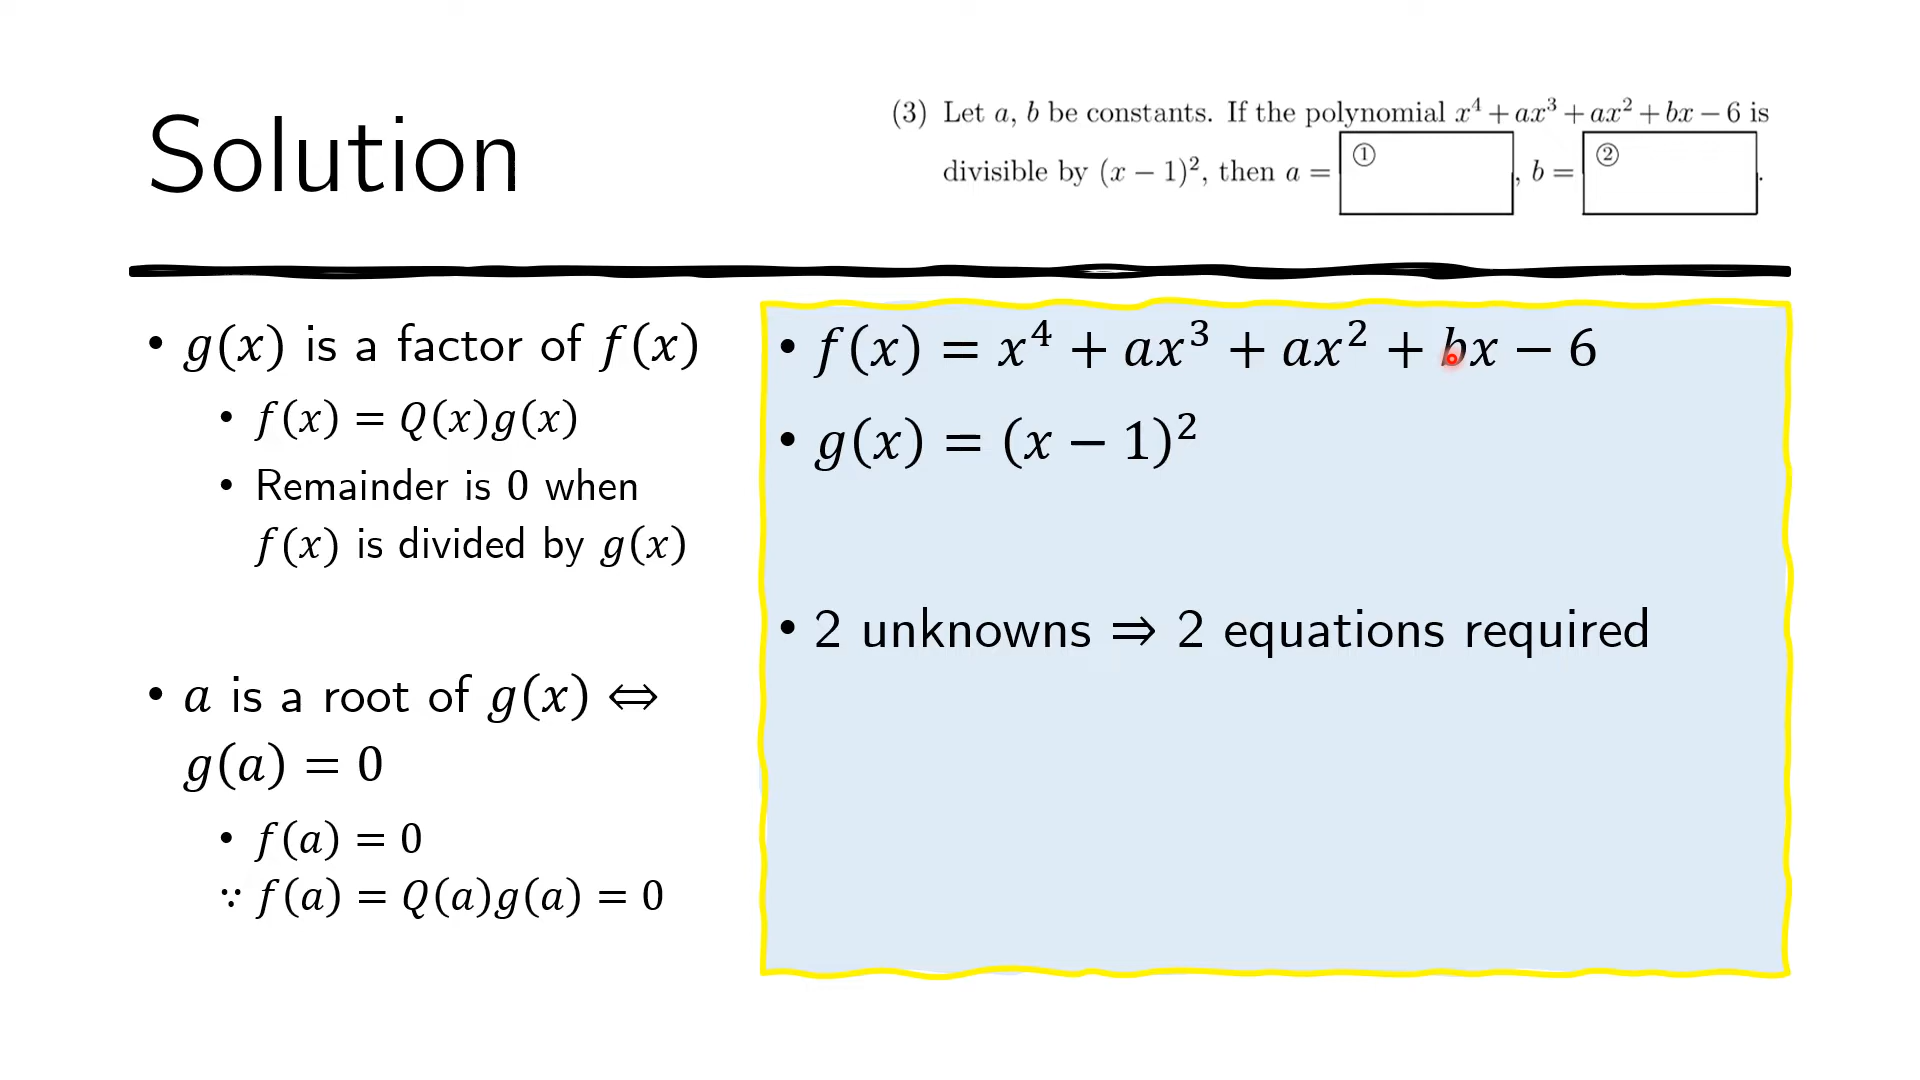 Solution
(3) Let a, b be constants. If the polynomial x⁴ + ax³ + ax² + bx − 6 is
divisible by (x − 1)², then a = ① , b = ② .
• g(x) is a factor of f(x)
• f(x) = Q(x)g(x)
• Remainder is 0 when
f(x) is divided by g(x)
• a is a root of g(x) ⇔
g(a) = 0
• f(a) = 0
∵ f(a) = Q(a)g(a) = 0
• f(x) = x⁴ + ax³ + ax² + bx − 6
• g(x) = (x − 1)²
• 2 unknowns ⇒ 2 equations required